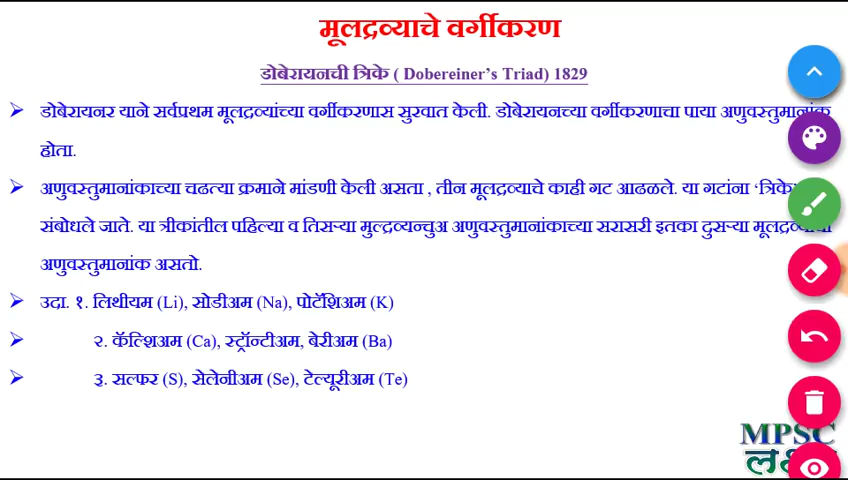 मूलद्रव्याचे वर्गीकरण
डोबेरायनची त्रिके ( Dobereiner's Triad) 1829
➢ डोबेरायनर याने सर्वप्रथम मूलद्रव्यांच्या वर्गीकरणास सुरवात केली. डोबेरायनच्या वर्गीकरणाचा पाया अणुवस्तुमानांक
होता.
➢ अणुवस्तुमानांकाच्या चढत्या क्रमाने मांडणी केली असता , तीन मूलद्रव्याचे काही गट आढळले. या गटांना 'त्रिके'
संबोधले जाते. या त्रीकांतील पहिल्या व तिसऱ्या मुल्द्रव्यन्चुअ अणुवस्तुमानांकाच्या सरासरी इतका दुसऱ्या
अणुवस्तुमानांक असतो.
➢ उदा. १. लिथीयम (Li), सोडीअम (Na), पोटॅशिअम (K)
➢ २. कॅल्शिअम (Ca), स्ट्रॉन्टीअम, बेरीअम (Ba)
➢ ३. सल्फर (S), सेलेनीअम (Se), टेल्यूरीअम (Te)
MPSC